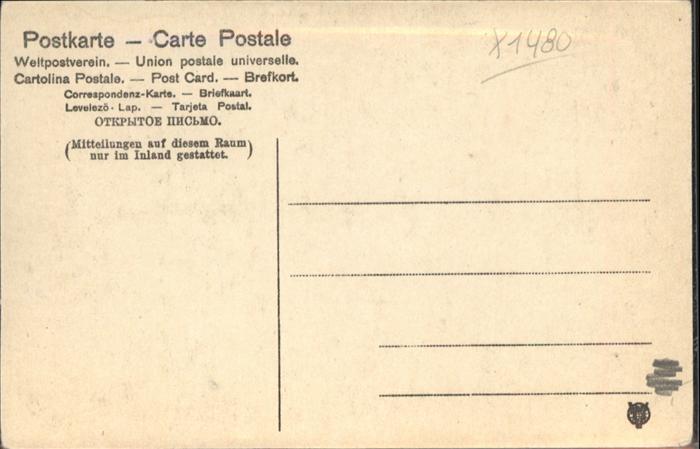 Postkarte — Carte Postale
Weltpostverein. — Union postale universelle.
Cartolina Postale. — Post Card. — Brefkort.
Correspondenz-Karte. — Briefkaart.
Levelező-Lap. — Tarjeta Postal.
ОТКРЫТОЕ ПИСЬМО.
(Mitteilungen auf diesem Raum
nur im Inland gestattet.)
X1480